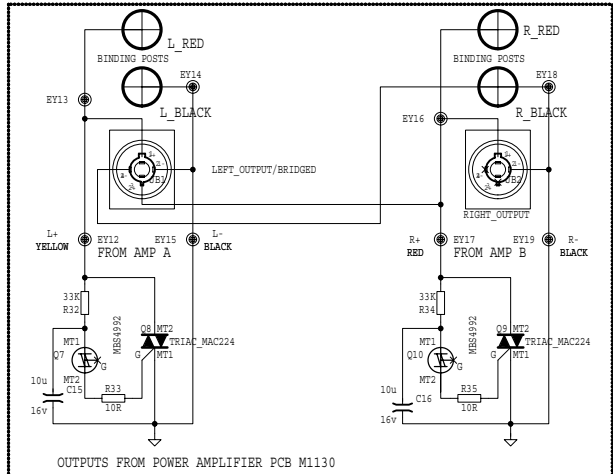 L_RED
BINDING POSTS
EY14
EY13
L_BLACK
JB1
LEFT_OUTPUT/BRIDGED
L+
YELLOW
EY12
EY15
L-
BLACK
FROM AMP A
33K
R32
MBS4992
Q8
MT2
TRIAC_MAC224
MT1
G
MT1
Q7
G
MT2
10u
C15
16v
R33
10R
R_RED
BINDING POSTS
EY18
R_BLACK
EY16
JB2
RIGHT_OUTPUT
R+
RED
EY17
EY19
R-
BLACK
FROM AMP B
33K
R34
MBS4992
Q9
MT2
TRIAC_MAC224
MT1
G
MT1
Q10
G
MT2
10u
C16
16v
R35
10R
OUTPUTS FROM POWER AMPLIFIER PCB M1130